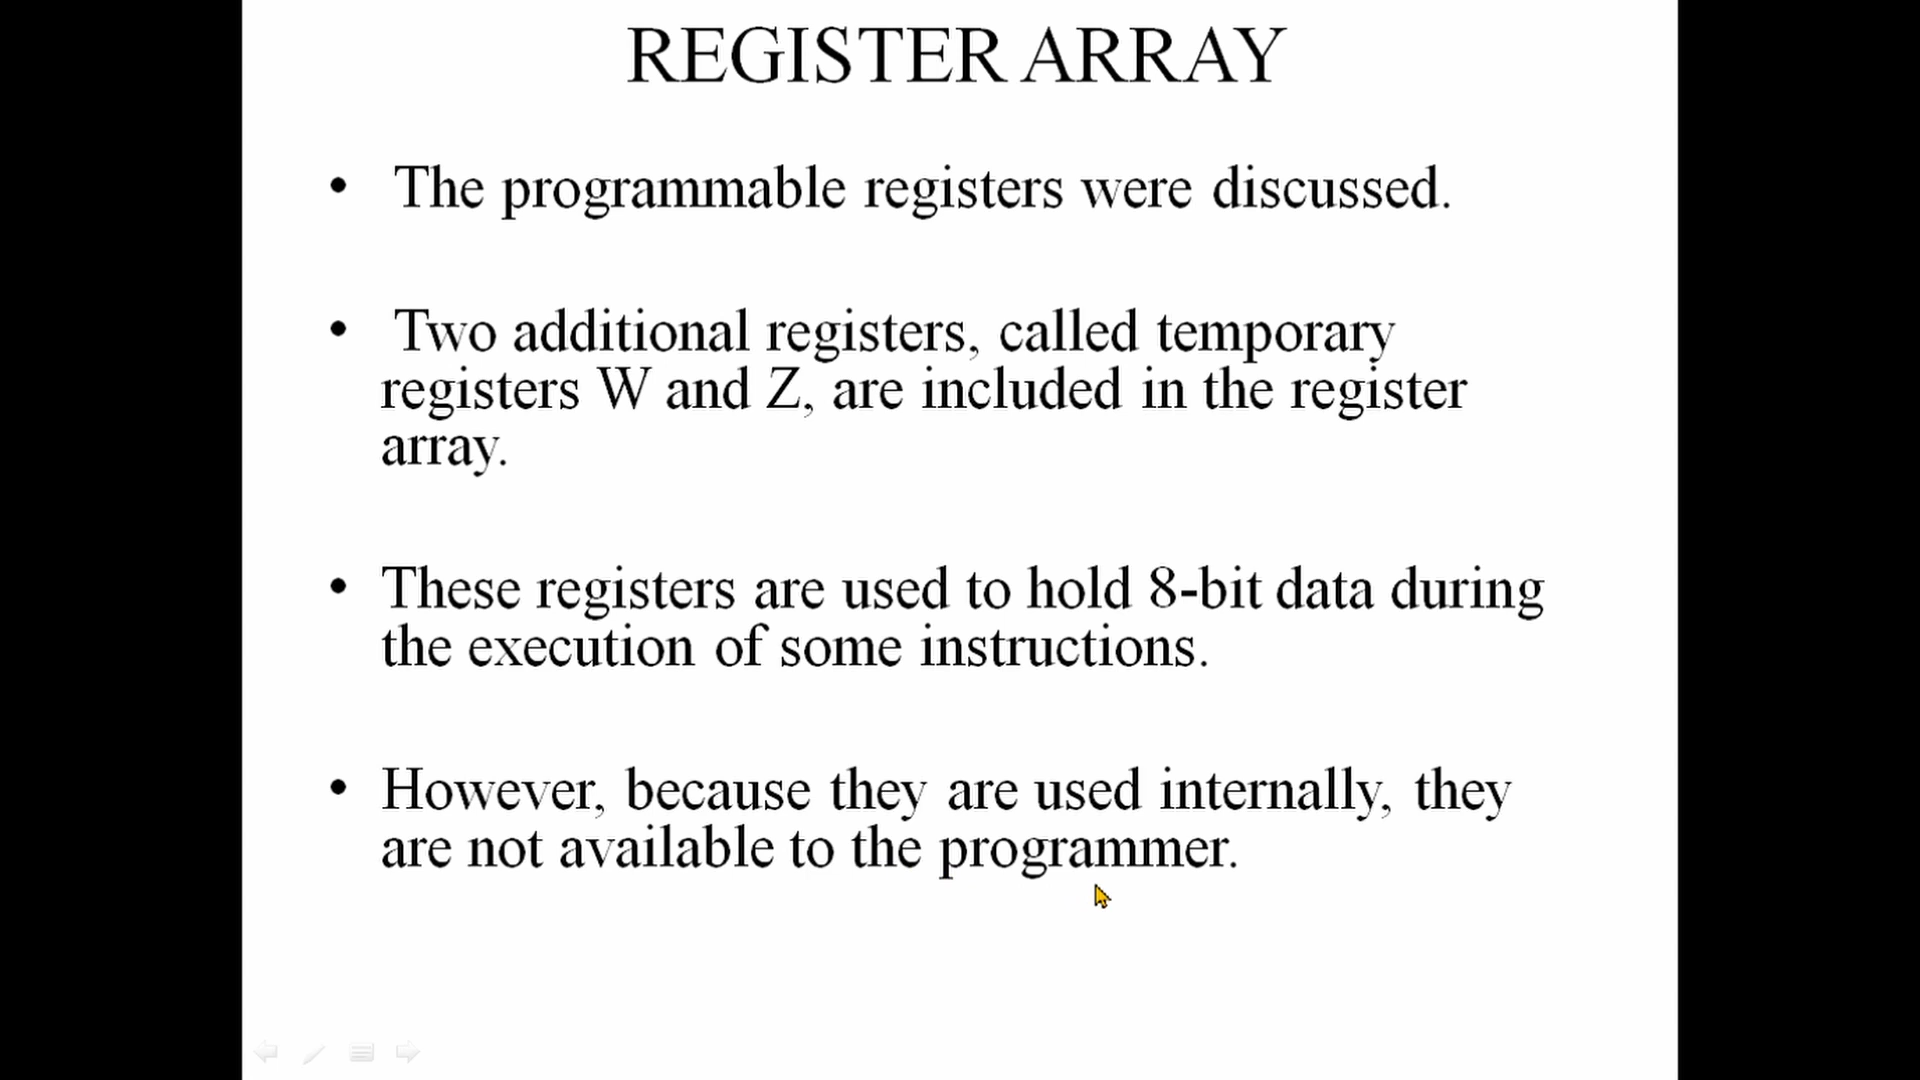 REGISTER ARRAY
• The programmable registers were discussed.
• Two additional registers, called temporary
registers W and Z, are included in the register
array.
• These registers are used to hold 8-bit data during
the execution of some instructions.
• However, because they are used internally, they
are not available to the programmer.